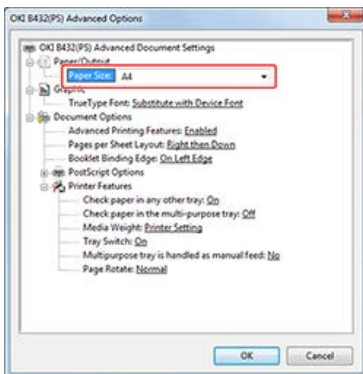 OKI B432(PS) Advanced Options
OKI B432(PS) Advanced Document Settings
Paper/Output
Paper Size: A4
Graphic
TrueType Font: Substitute with Device Font
Document Options
Advanced Printing Features: Enabled
Pages per Sheet Layout: Right then Down
Booklet Binding Edge: On Left Edge
PostScript Options
Printer Features
Check paper in any other tray: On
Check paper in the multi-purpose tray: Off
Media Weight: Printer Setting
Tray Switch: On
Multipurpose tray is handled as manual feed: No
Page Rotate: Normal
OK
Cancel